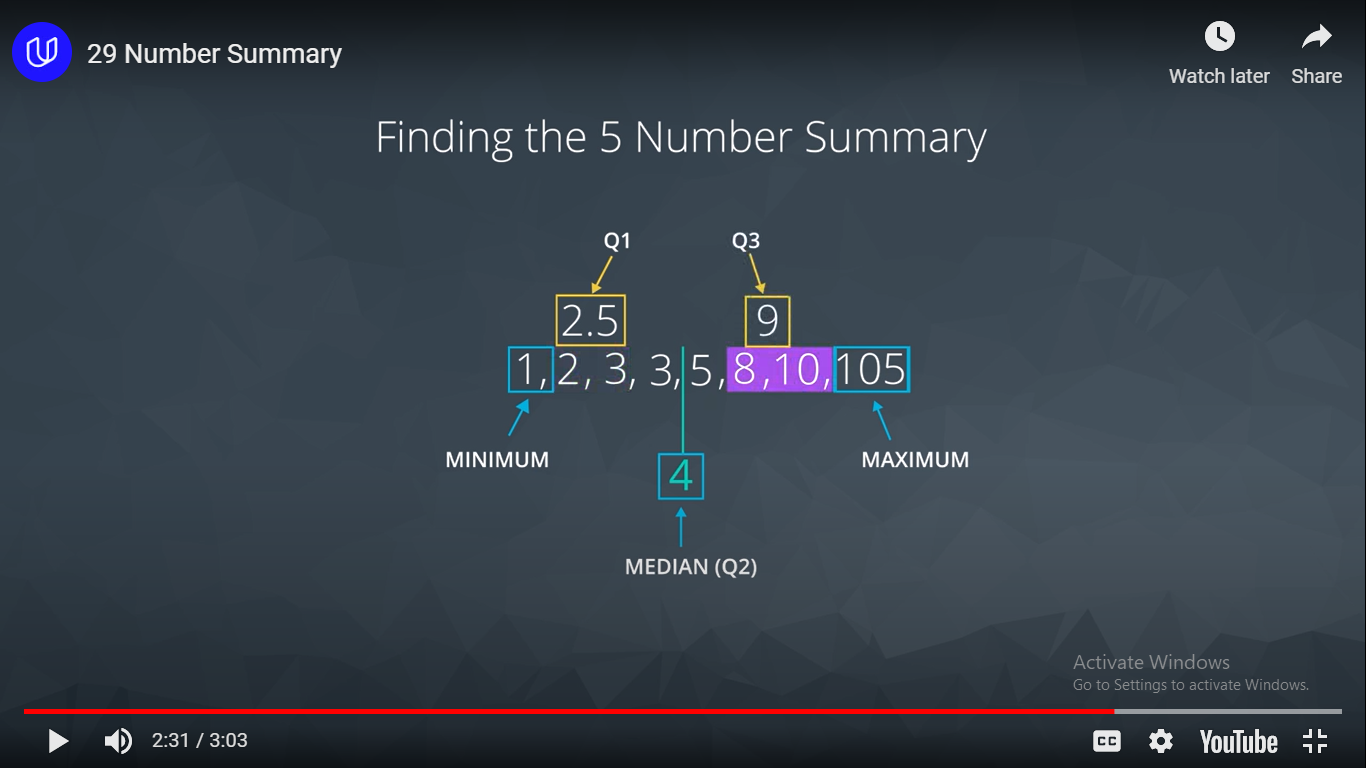 29 Number Summary
Watch later
Share
Finding the 5 Number Summary
Q1
Q3
2.5
9
1, 2, 3, 3, 5, 8, 10, 105
MINIMUM
MAXIMUM
4
MEDIAN (Q2)
Activate Windows
Go to Settings to activate Windows.
2:31 / 3:03
CC
YouTube